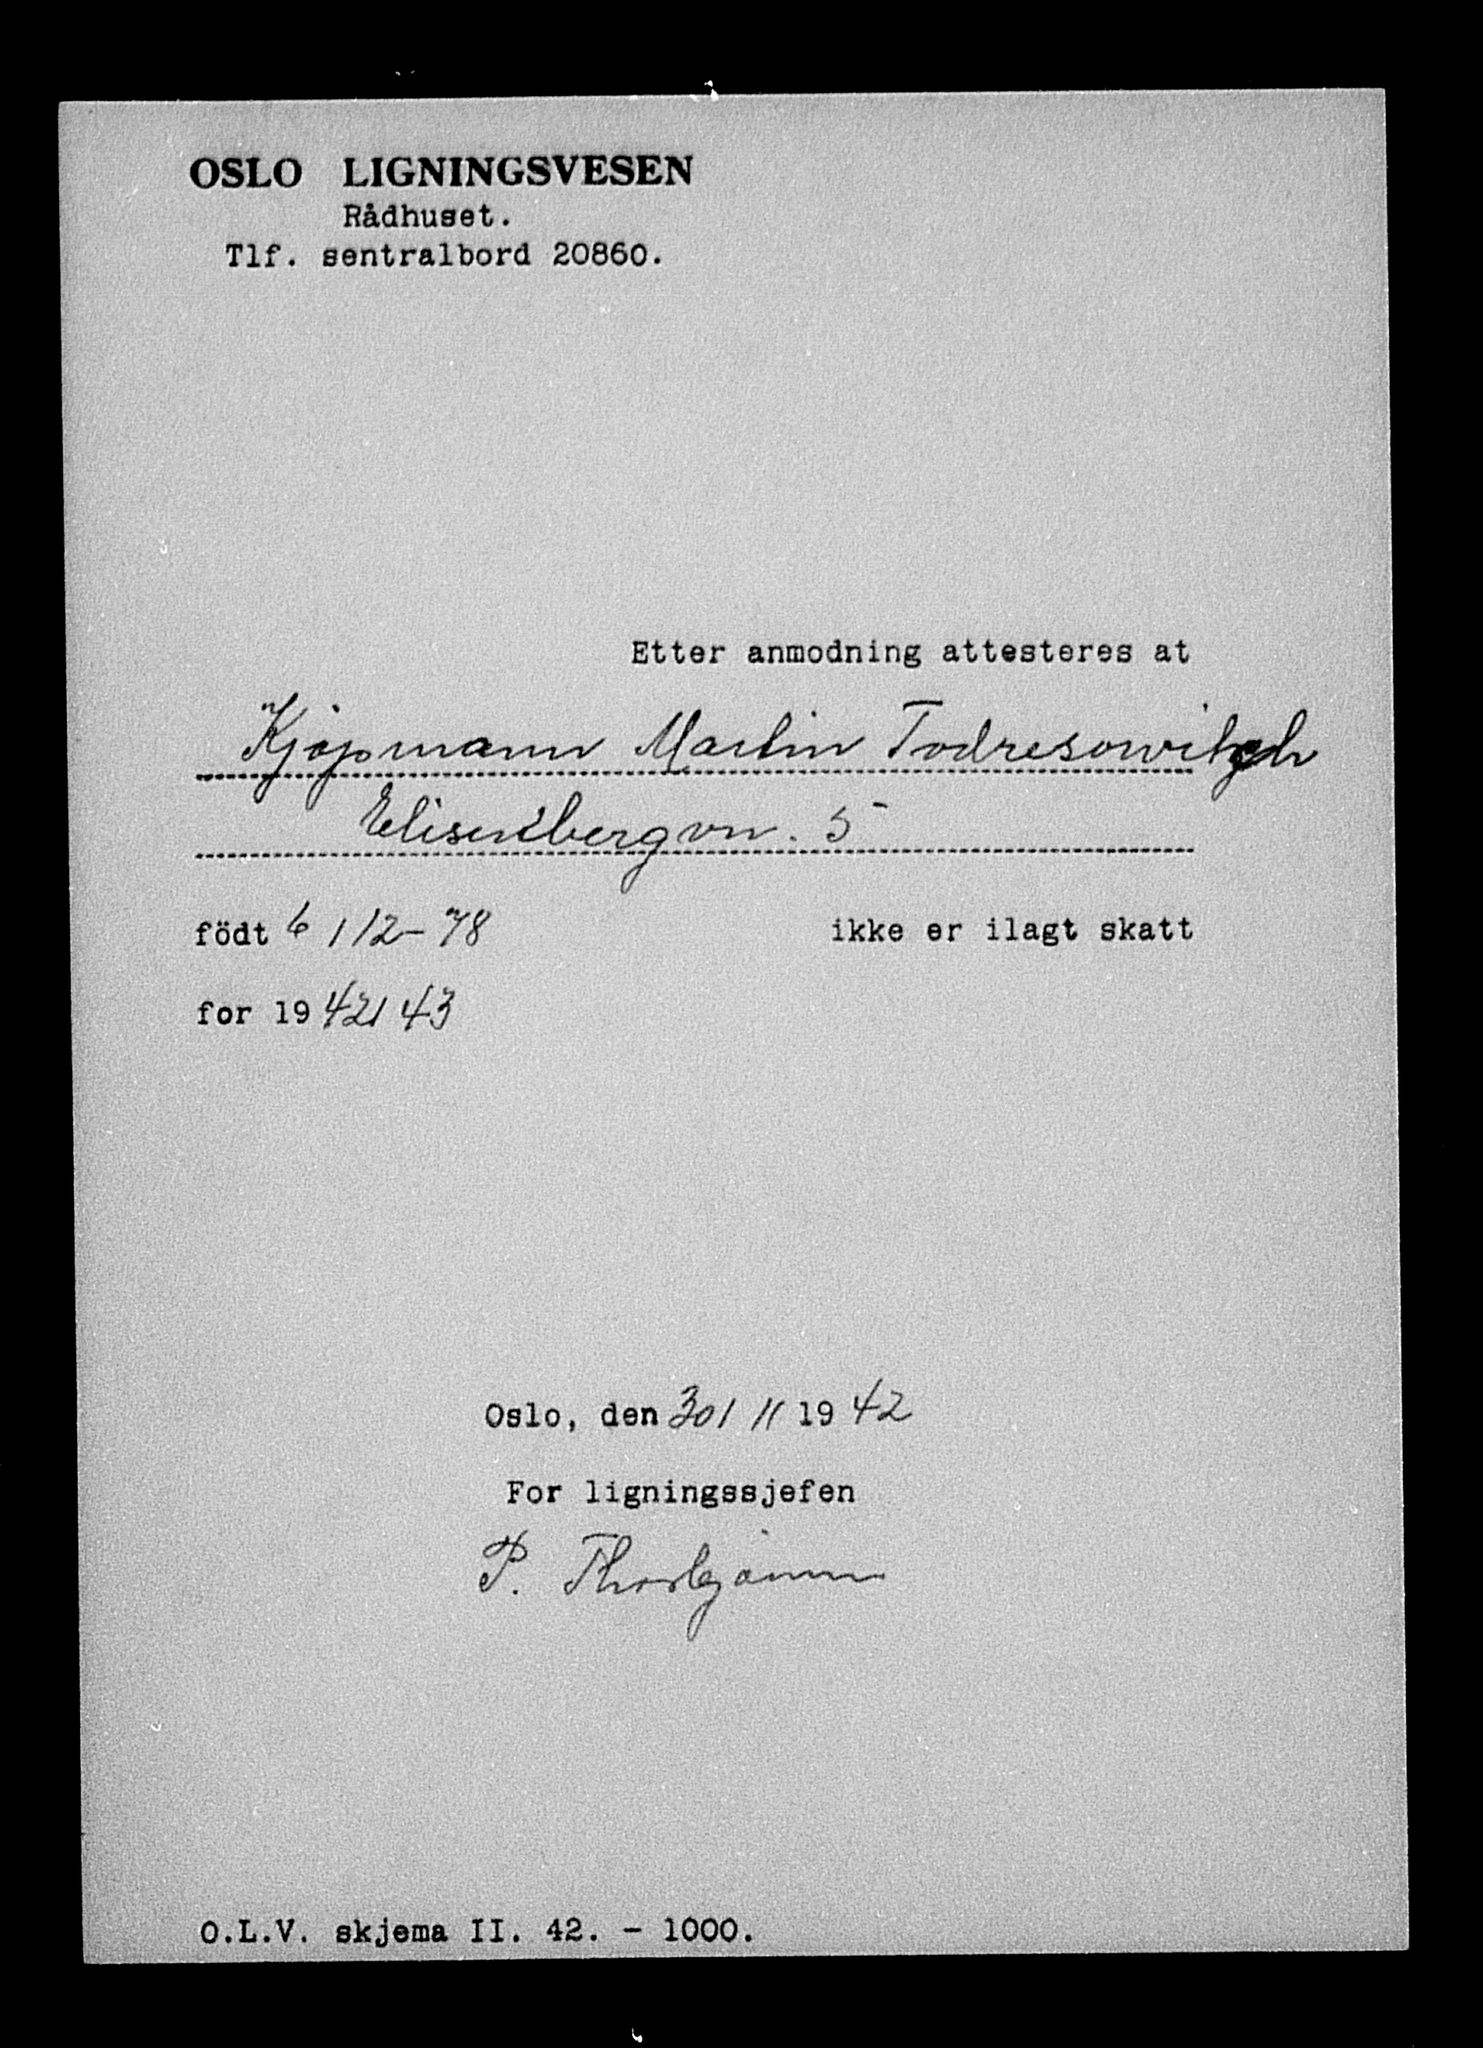 OSLO LIGNINGSVESEN
Rådhuset.
Tlf. sentralbord 20860.
Etter anmodning attesteres at
Kjøpmann Martin Todresowitsch
Elisenbergvn. 5
födt 6/12-78 ikke er ilagt skatt
for 1942/43
Oslo, den 30/11 1942
For ligningssjefen
P.
O.L.V. skjema II. 42. - 1000.